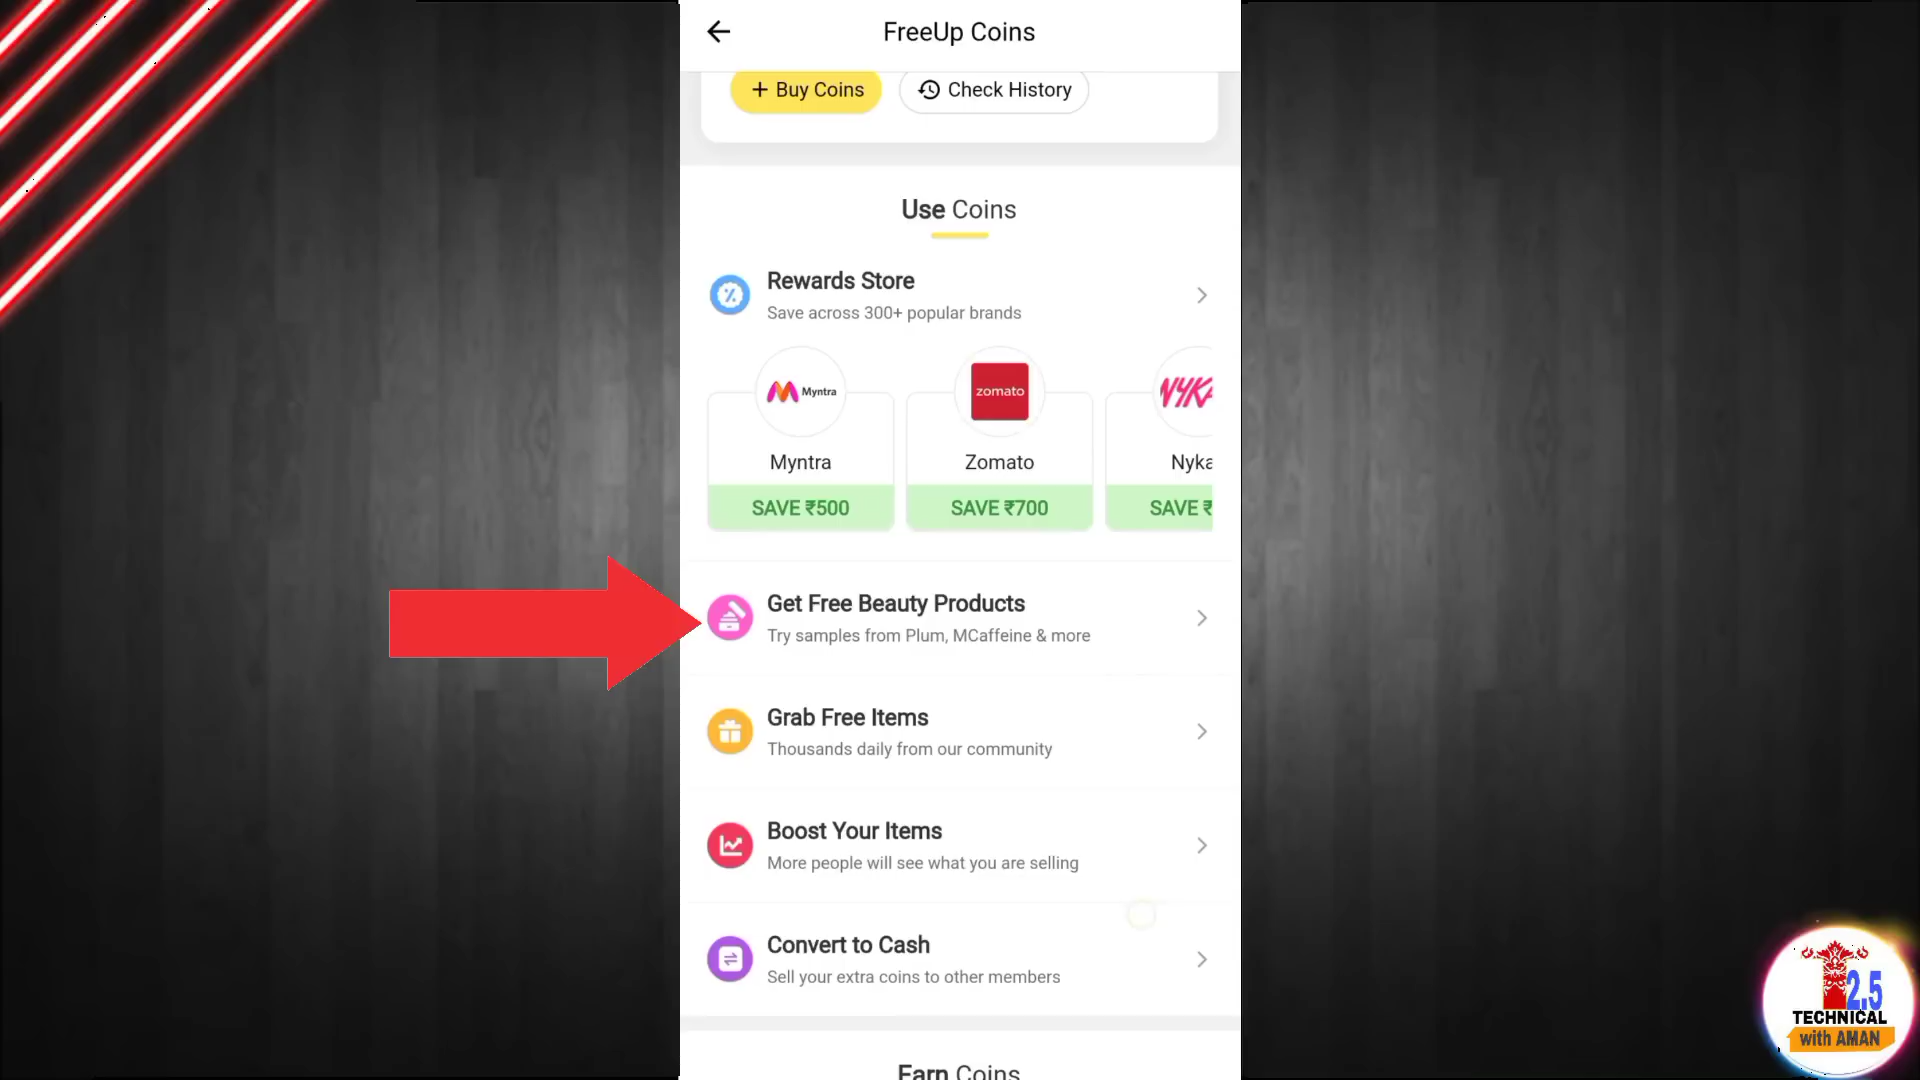 FreeUp Coins
+ Buy Coins
Check History
Use Coins
Rewards Store
Save across 300+ popular brands
Myntra
zomato
NYKA
Myntra
Zomato
Nyka
SAVE ₹500
SAVE ₹700
SAVE ₹
Get Free Beauty Products
Try samples from Plum, MCaffeine & more
Grab Free Items
Thousands daily from our community
Boost Your Items
More people will see what you are selling
Convert to Cash
Sell your extra coins to other members
Earn Coins
2.5
TECHNICAL
with AMAN